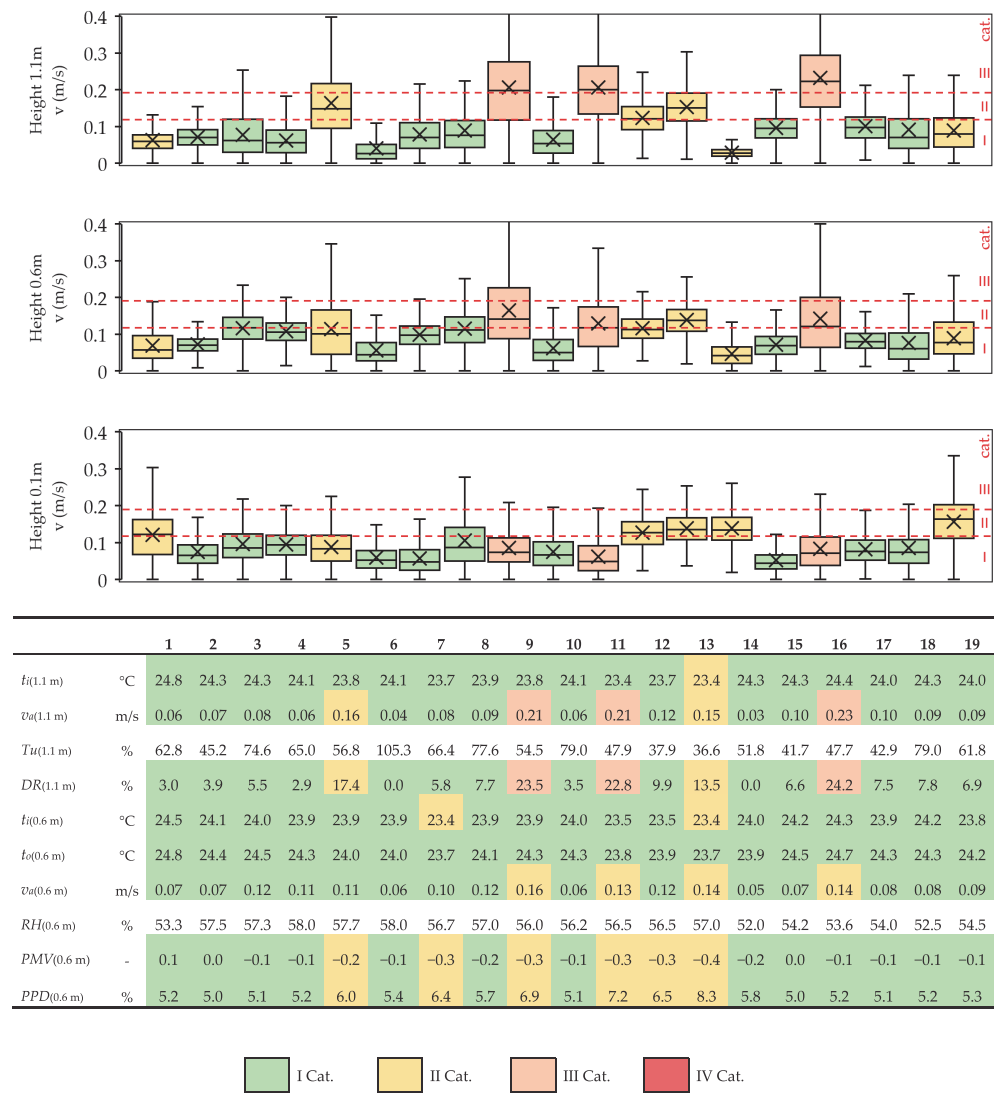 Height 1.1m
v (m/s)
0.4
0.3
0.2
0.1
0
cat.
III
II
I
Height 0.6m
v (m/s)
0.4
0.3
0.2
0.1
0
cat.
III
II
I
Height 0.1m
v (m/s)
0.4
0.3
0.2
0.1
0
cat.
III
II
I
1 2 3 4 5 6 7 8 9 10 11 12 13 14 15 16 17 18 19
ti(1.1 m) °C 24.8 24.3 24.3 24.1 23.8 24.1 23.7 23.9 23.8 24.1 23.4 23.7 23.4 24.3 24.3 24.4 24.0 24.3 24.0
va(1.1 m) m/s 0.06 0.07 0.08 0.06 0.16 0.04 0.08 0.09 0.21 0.06 0.21 0.12 0.15 0.03 0.10 0.23 0.10 0.09 0.09
Tu(1.1 m) % 62.8 45.2 74.6 65.0 56.8 105.3 66.4 77.6 54.5 79.0 47.9 37.9 36.6 51.8 41.7 47.7 42.9 79.0 61.8
DR(1.1 m) % 3.0 3.9 5.5 2.9 17.4 0.0 5.8 7.7 23.5 3.5 22.8 9.9 13.5 0.0 6.6 24.2 7.5 7.8 6.9
ti(0.6 m) °C 24.5 24.1 24.0 23.9 23.9 23.9 23.4 23.9 23.9 24.0 23.5 23.5 23.4 24.0 24.2 24.3 23.9 24.2 23.8
to(0.6 m) °C 24.8 24.4 24.5 24.3 24.0 24.0 23.7 24.1 24.3 24.3 23.8 23.9 23.7 23.9 24.5 24.7 24.3 24.3 24.2
va(0.6 m) m/s 0.07 0.07 0.12 0.11 0.11 0.06 0.10 0.12 0.16 0.06 0.13 0.12 0.14 0.05 0.07 0.14 0.08 0.08 0.09
RH(0.6 m) % 53.3 57.5 57.3 58.0 57.7 58.0 56.7 57.0 56.0 56.2 56.5 56.5 57.0 52.0 54.2 53.6 54.0 52.5 54.5
PMV(0.6 m) - 0.1 0.0 −0.1 −0.1 −0.2 −0.1 −0.3 −0.2 −0.3 −0.1 −0.3 −0.3 −0.4 −0.2 0.0 −0.1 −0.1 −0.1 −0.1
PPD(0.6 m) % 5.2 5.0 5.1 5.2 6.0 5.4 6.4 5.7 6.9 5.1 7.2 6.5 8.3 5.8 5.0 5.2 5.1 5.2 5.3
I Cat. II Cat. III Cat. IV Cat.